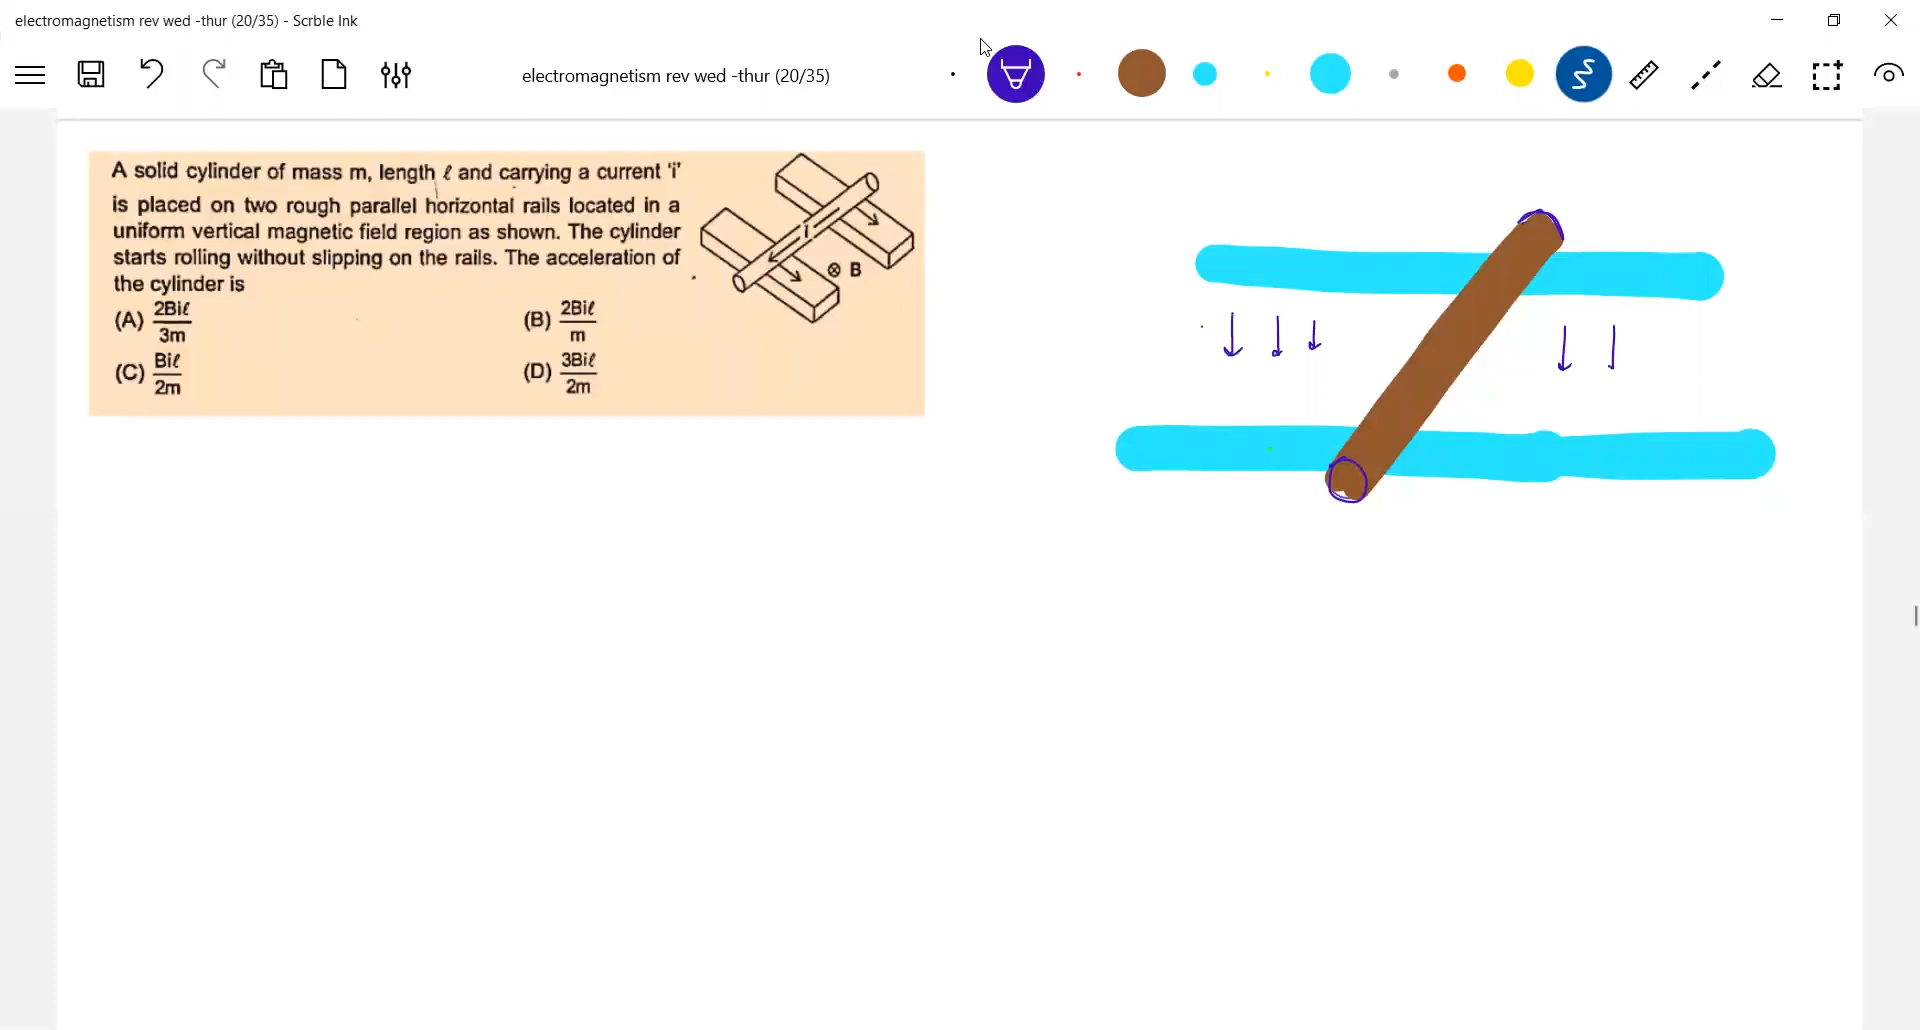 electromagnetism rev wed -thur (20/35) - Scrble Ink
electromagnetism rev wed -thur (20/35)
A solid cylinder of mass m, length ℓ and carrying a current 'i'
is placed on two rough parallel horizontal rails located in a
uniform vertical magnetic field region as shown. The cylinder
starts rolling without slipping on the rails. The acceleration of
the cylinder is
(A) 2Biℓ/3m
(B) 2Biℓ/m
(C) Biℓ/2m
(D) 3Biℓ/2m
i
⊗ B